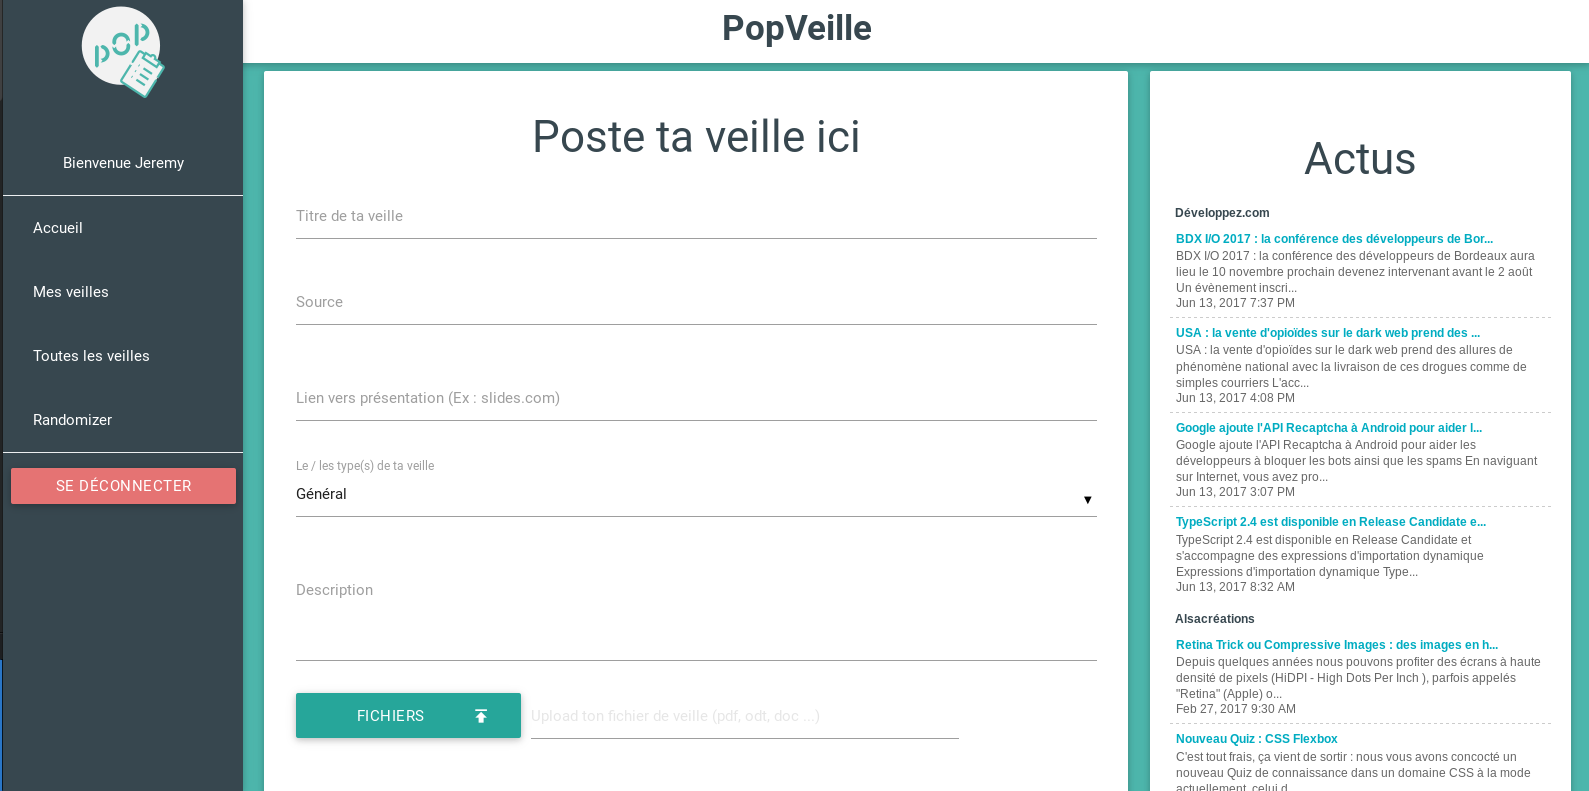 pop
Bienvenue Jeremy
Accueil
Mes veilles
Toutes les veilles
Randomizer
SE DÉCONNECTER
PopVeille
Poste ta veille ici
Titre de ta veille
Source
Lien vers présentation (Ex : slides.com)
Le / les type(s) de ta veille
Général
▼
Description
FICHIERS
Upload ton fichier de veille (pdf, odt, doc ...)
Actus
Développez.com
BDX I/O 2017 : la conférence des développeurs de Bor...
BDX I/O 2017 : la conférence des développeurs de Bordeaux aura
lieu le 10 novembre prochain devenez intervenant avant le 2 août
Un évènement inscri...
Jun 13, 2017 7:37 PM
USA : la vente d'opioïdes sur le dark web prend des ...
USA : la vente d'opioïdes sur le dark web prend des allures de
phénomène national avec la livraison de ces drogues comme de
simples courriers L'acc...
Jun 13, 2017 4:08 PM
Google ajoute l'API Recaptcha à Android pour aider l...
Google ajoute l'API Recaptcha à Android pour aider les
développeurs à bloquer les bots ainsi que les spams En naviguant
sur Internet, vous avez pro...
Jun 13, 2017 3:07 PM
TypeScript 2.4 est disponible en Release Candidate e...
TypeScript 2.4 est disponible en Release Candidate et
s'accompagne des expressions d'importation dynamique
Expressions d'importation dynamique Type...
Jun 13, 2017 8:32 AM
Alsacréations
Retina Trick ou Compressive Images : des images en h...
Depuis quelques années nous pouvons profiter des écrans à haute
densité de pixels (HiDPI - High Dots Per Inch ), parfois appelés
"Retina" (Apple) o...
Feb 27, 2017 9:30 AM
Nouveau Quiz : CSS Flexbox
C'est tout frais, ça vient de sortir : nous vous avons concocté un
nouveau Quiz de connaissance dans un domaine CSS à la mode
actuellement, celui d